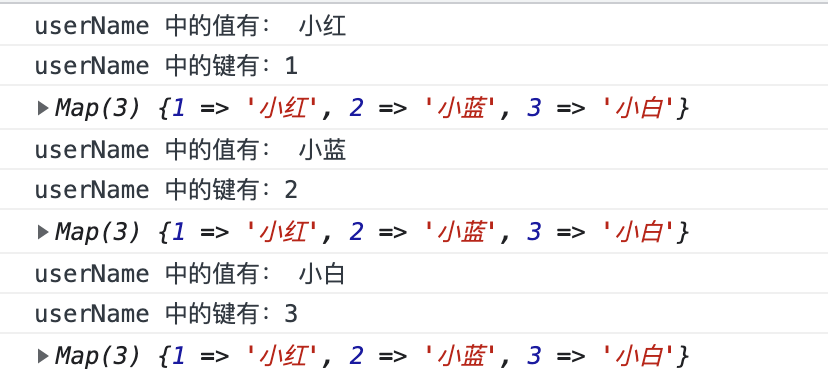 userName 中的值有： 小红
userName 中的键有：1
Map(3) {1 => '小红', 2 => '小蓝', 3 => '小白'}
userName 中的值有： 小蓝
userName 中的键有：2
Map(3) {1 => '小红', 2 => '小蓝', 3 => '小白'}
userName 中的值有： 小白
userName 中的键有：3
Map(3) {1 => '小红', 2 => '小蓝', 3 => '小白'}